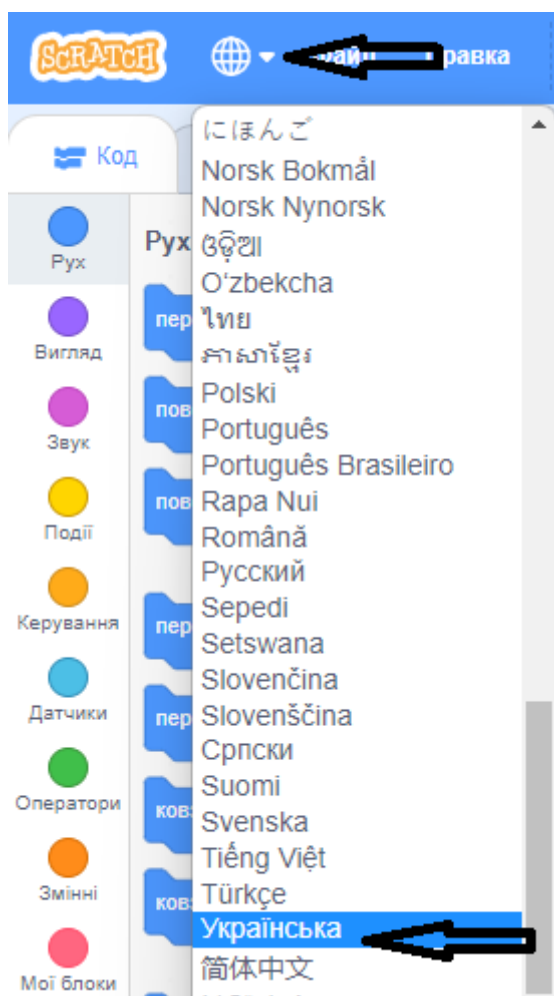 SCRATCH
Код
Рух
Вигляд
Звук
Події
Керування
Датчики
Оператори
Змінні
Мої блоки
Рух
にほんご
Norsk Bokmål
Norsk Nynorsk
ଓଡ଼ିଆ
O‘zbekcha
ไทย
ភាសាខ្មែរ
Polski
Português
Português Brasileiro
Rapa Nui
Română
Русский
Sepedi
Setswana
Slovenčina
Slovenščina
Српски
Suomi
Svenska
Tiếng Việt
Türkçe
Українська
简体中文